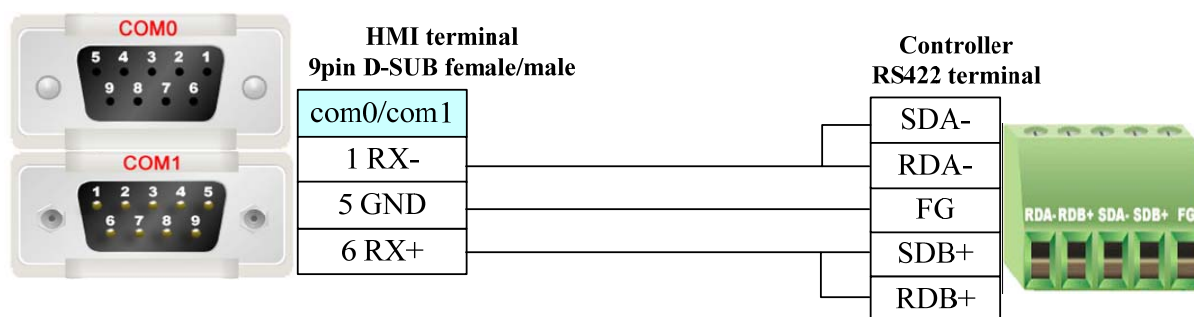 COM0
5 4 3 2 1
9 8 7 6
COM1
1 2 3 4 5
6 7 8 9
HMI terminal
9pin D-SUB female/male
com0/com1
1 RX-
5 GND
6 RX+
Controller
RS422 terminal
SDA-
RDA-
FG
SDB+
RDB+
RDA- RDB+ SDA- SDB+ FG